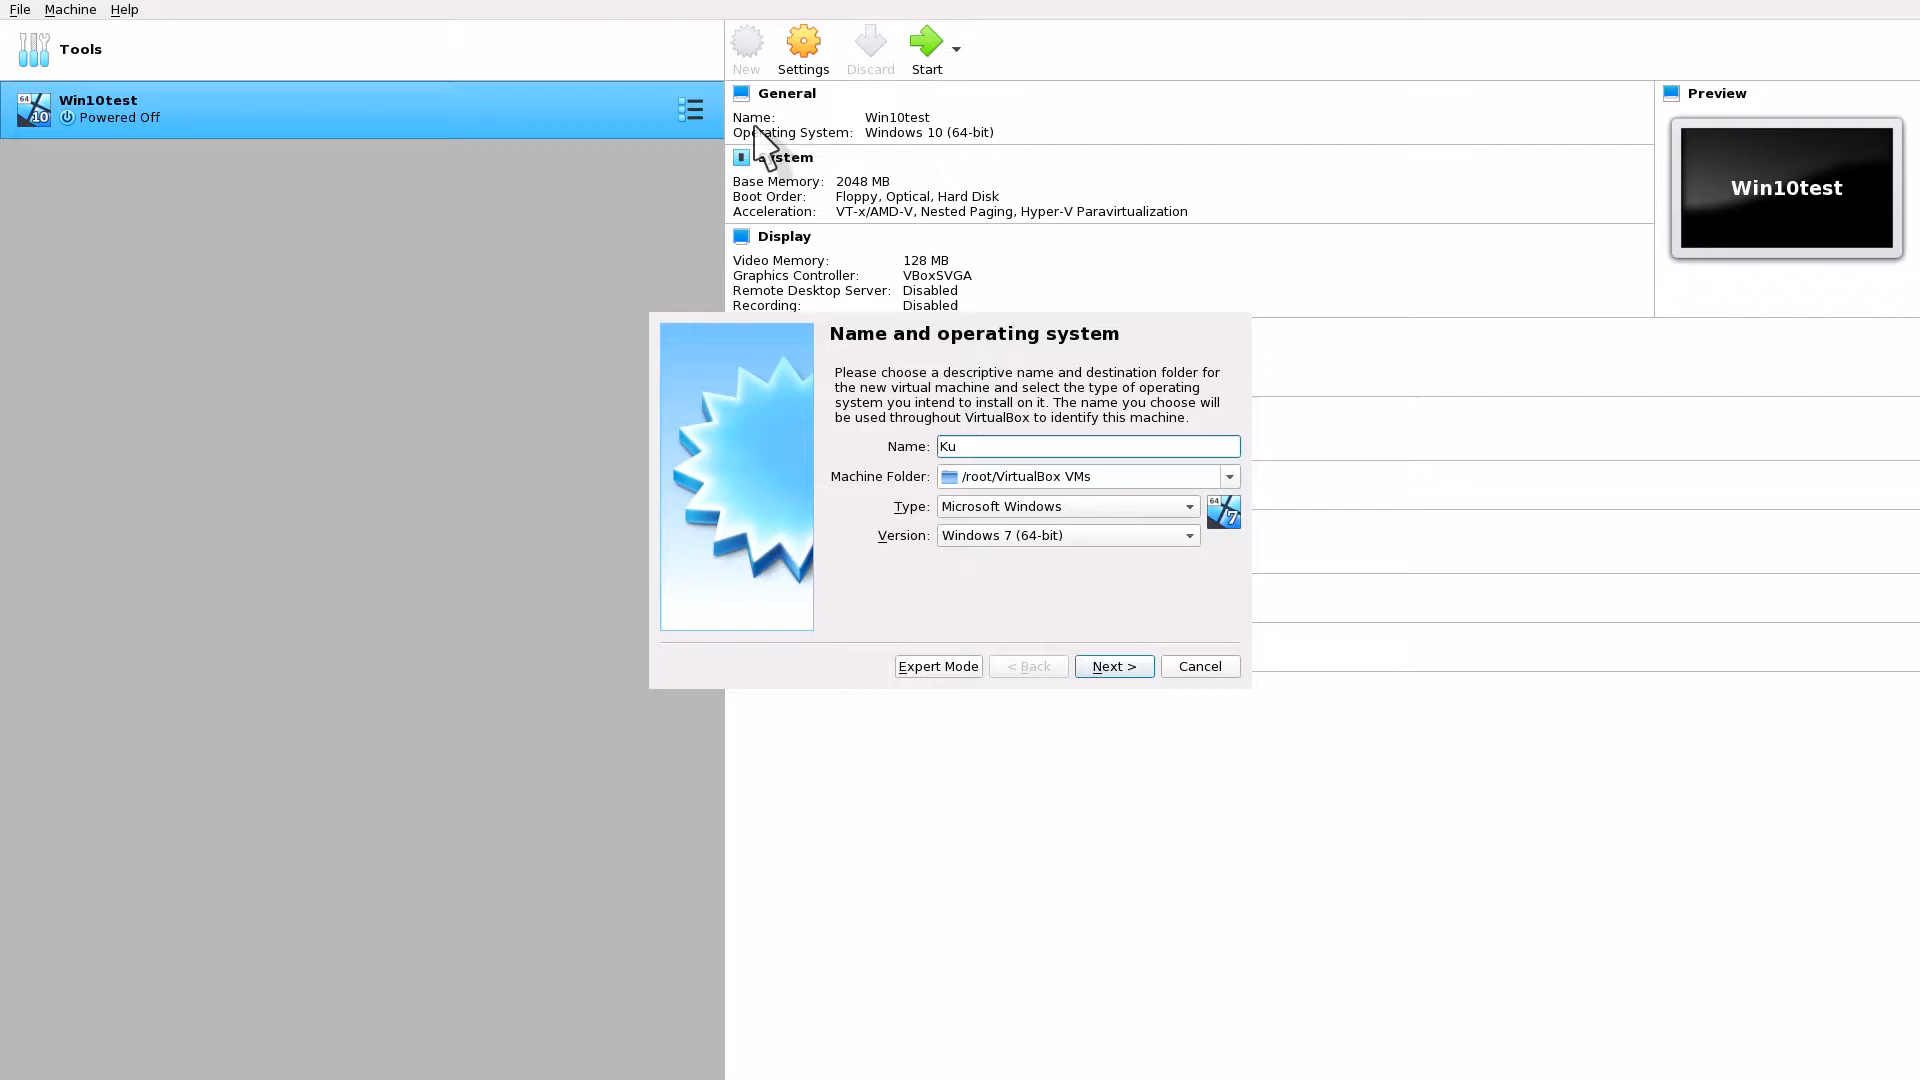 File Machine Help
Tools
New Settings Discard Start
64 10 Win10test
Powered Off
General
Name: Win10test
Operating System: Windows 10 (64-bit)
System
Base Memory: 2048 MB
Boot Order: Floppy, Optical, Hard Disk
Acceleration: VT-x/AMD-V, Nested Paging, Hyper-V Paravirtualization
Display
Video Memory: 128 MB
Graphics Controller: VBoxSVGA
Remote Desktop Server: Disabled
Recording: Disabled
Preview
Win10test
Name and operating system
Please choose a descriptive name and destination folder for
the new virtual machine and select the type of operating
system you intend to install on it. The name you choose will
be used throughout VirtualBox to identify this machine.
Name: Ku
Machine Folder: /root/VirtualBox VMs
Type: Microsoft Windows 64 7
Version: Windows 7 (64-bit)
Expert Mode < Back Next > Cancel